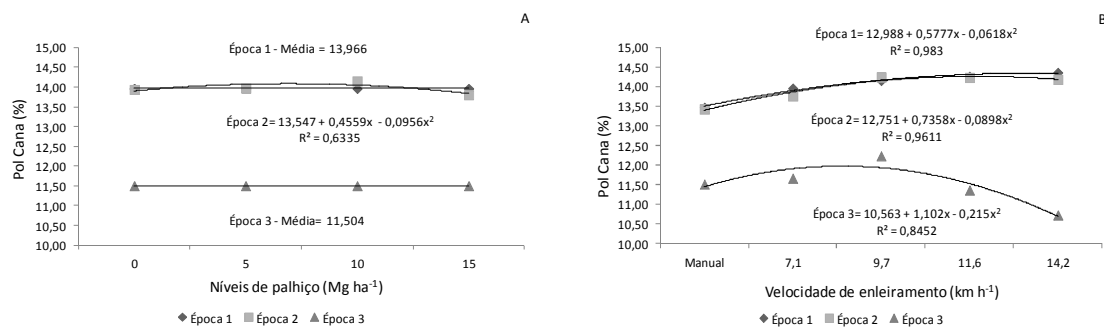 A
Pol Cana (%)
15,00
14,50
14,00
13,50
13,00
12,50
12,00
11,50
11,00
10,50
10,00
Época 1 - Média = 13,966
Época 2= 13,547 + 0,4559x - 0,0956x²
R² = 0,6335
Época 3 - Média= 11,504
0 5 10 15
Níveis de palhiço (Mg ha⁻¹)
Época 1 Época 2 Época 3
B
Pol Cana (%)
15,00
14,50
14,00
13,50
13,00
12,50
12,00
11,50
11,00
10,50
10,00
Época 1= 12,988 + 0,5777x - 0,0618x²
R² = 0,983
Época 2= 12,751 + 0,7358x - 0,0898x²
R² = 0,9611
Época 3= 10,563 + 1,102x - 0,215x²
R² = 0,8452
Manual 7,1 9,7 11,6 14,2
Velocidade de enleiramento (km h⁻¹)
Época 1 Época 2 Época 3